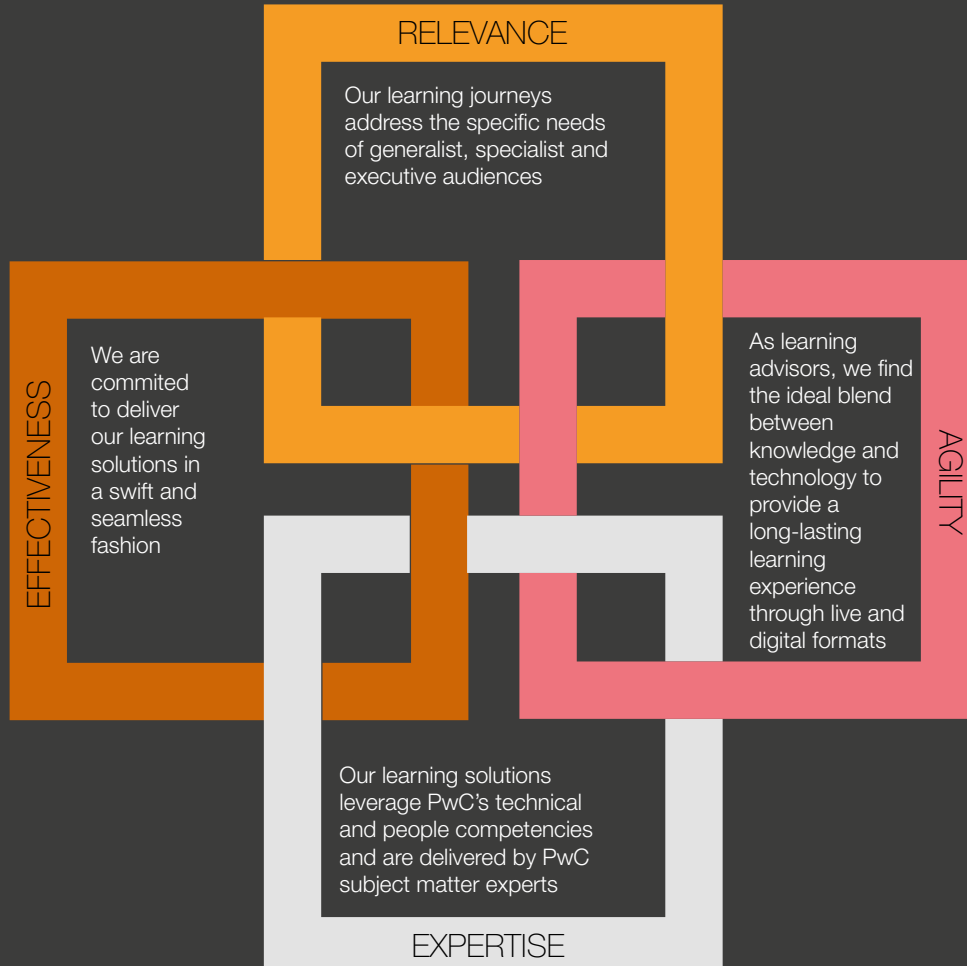 RELEVANCE
Our learning journeys
address the specific needs
of generalist, specialist and
executive audiences
EFFECTIVENESS
We are
commited
to deliver
our learning
solutions in
a swift and
seamless
fashion
As learning
advisors, we find
the ideal blend
between
knowledge and
technology to
provide a
long-lasting
learning
experience
through live and
digital formats
AGILITY
Our learning solutions
leverage PwC's technical
and people competencies
and are delivered by PwC
subject matter experts
EXPERTISE